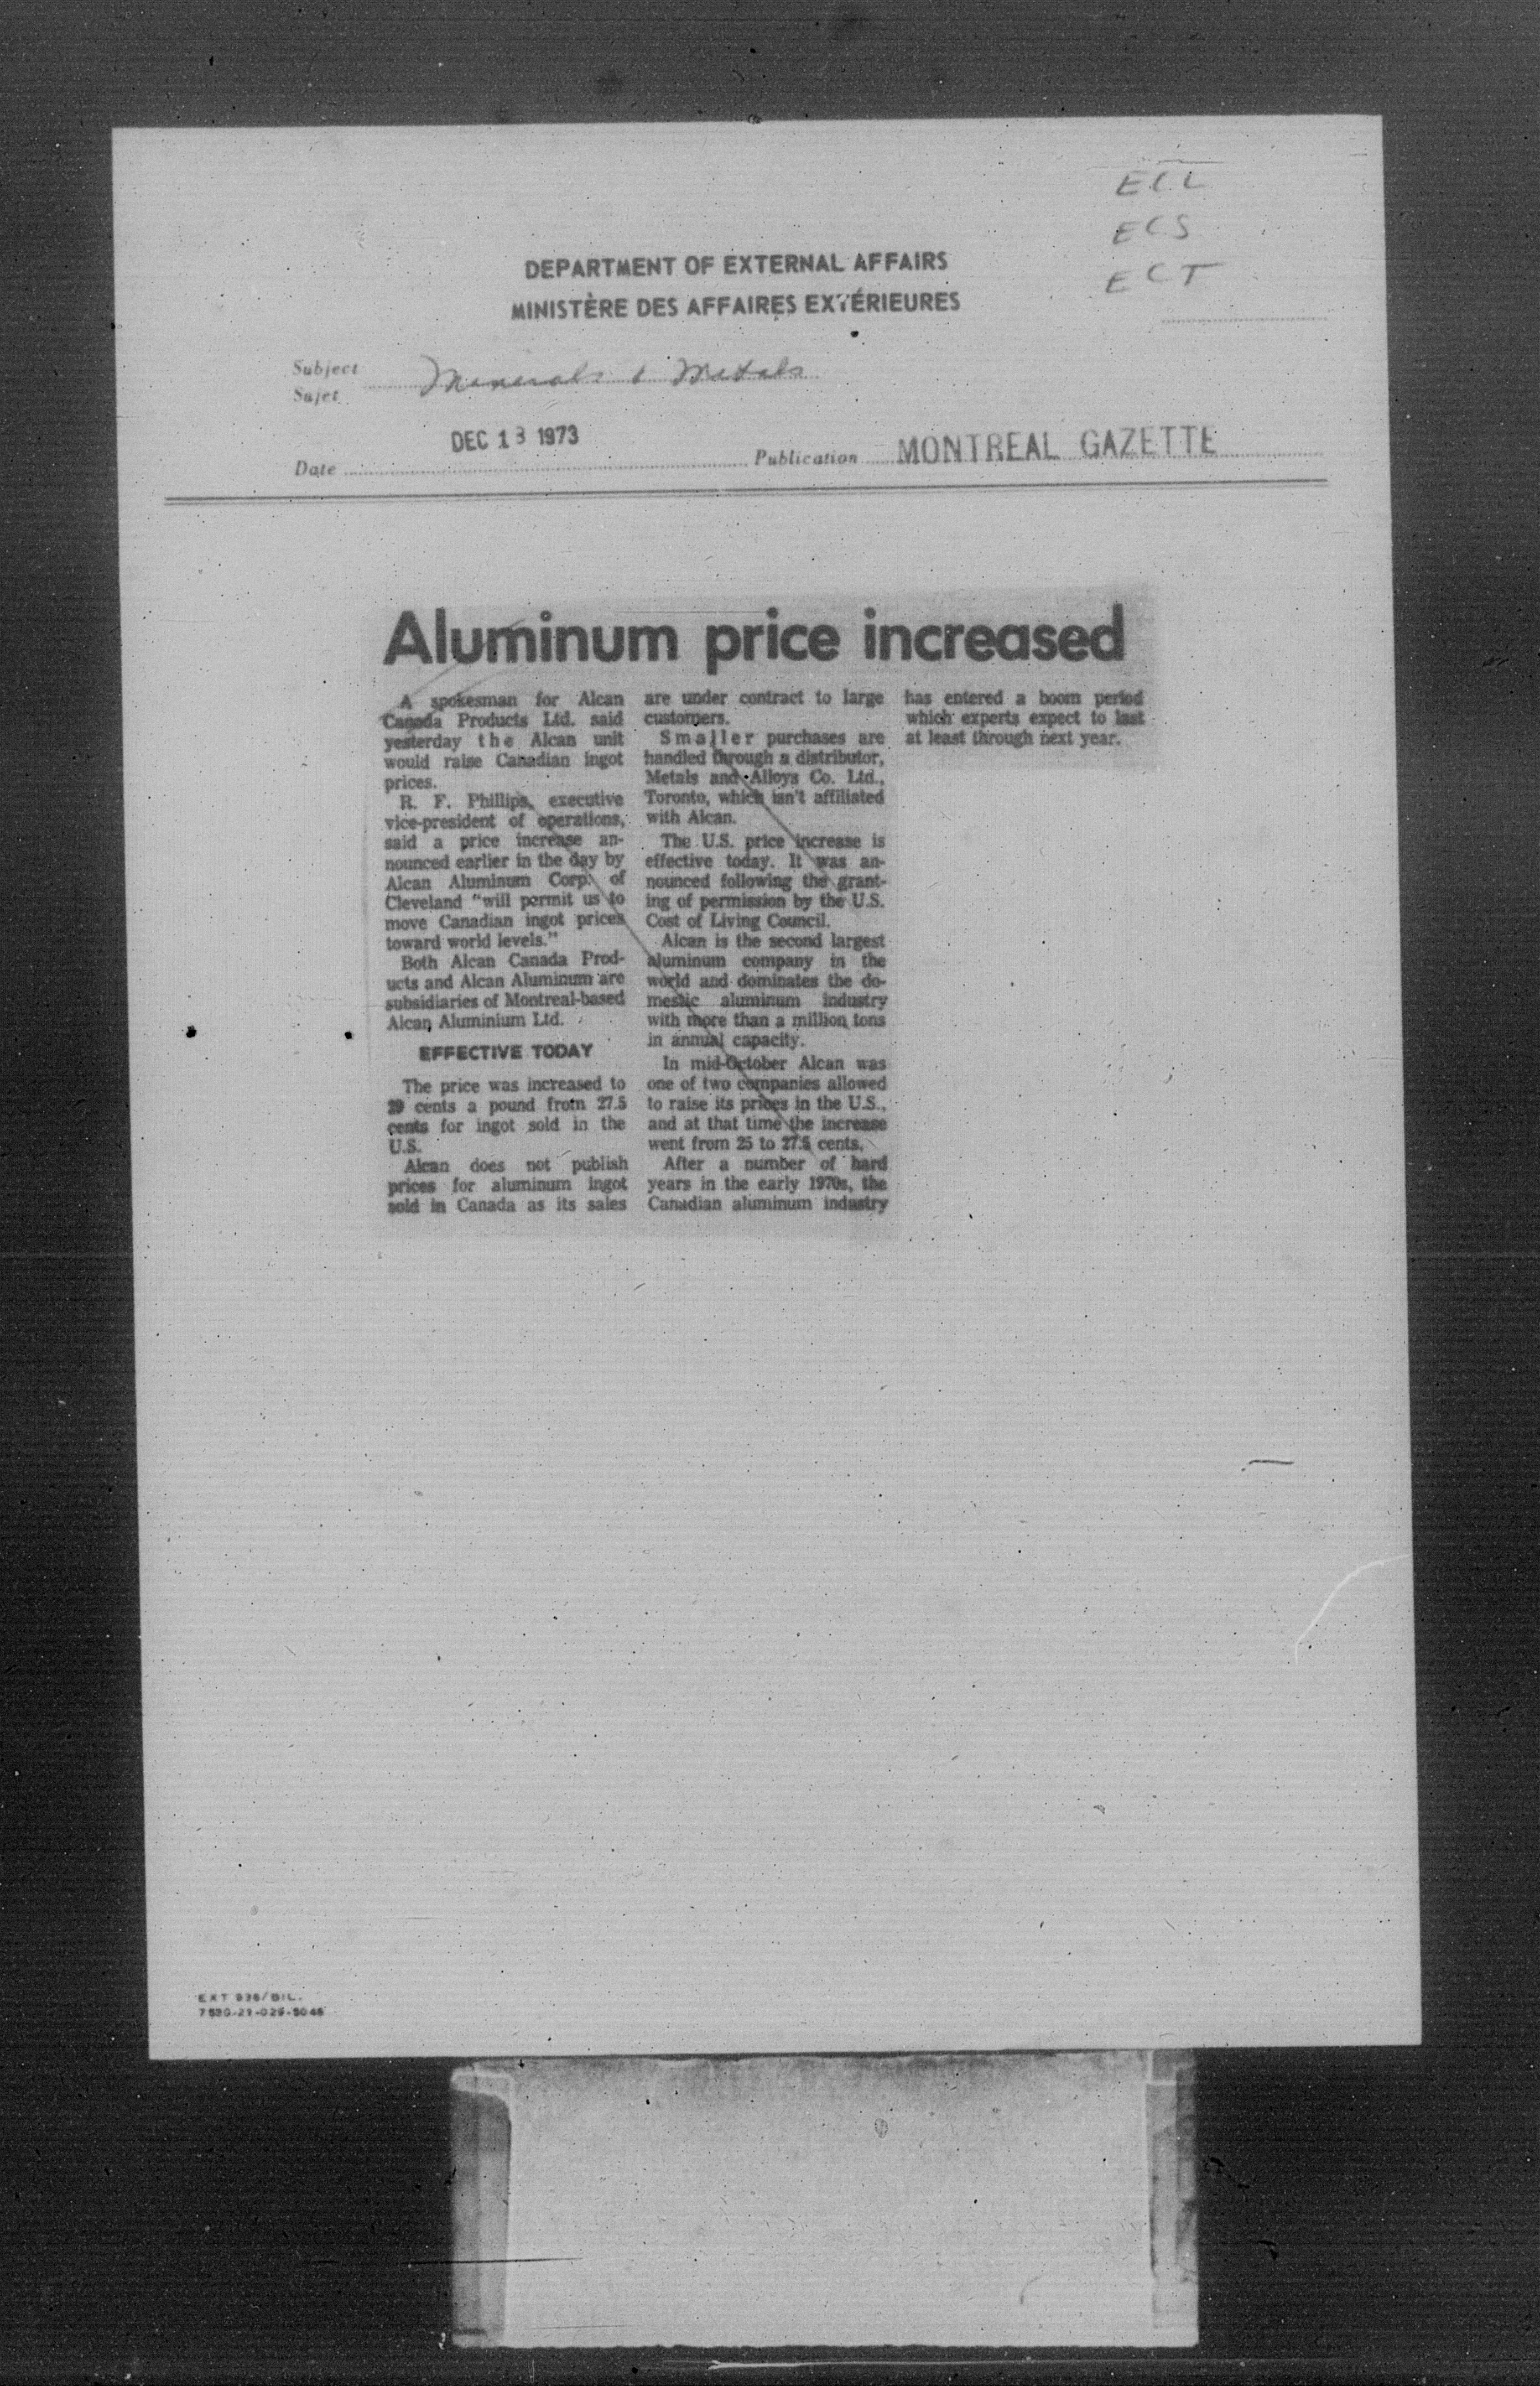 ECL
ECS
ECT
DEPARTMENT OF EXTERNAL AFFAIRS
MINISTÈRE DES AFFAIRES EXTÉRIEURES
Subject
Sujet
Minerals & Metals
DEC 13 1973
Date
Publication
MONTREAL GAZETTE
Aluminum price increased
A spokesman for Alcan
Canada Products Ltd. said
yesterday the Alcan unit
would raise Canadian ingot
prices.
R. F. Phillips, executive
vice-president of operations,
said a price increase an-
nounced earlier in the day by
Alcan Aluminum Corp. of
Cleveland "will permit us to
move Canadian ingot prices
toward world levels."
Both Alcan Canada Prod-
ucts and Alcan Aluminum are
subsidiaries of Montreal-based
Alcan Aluminium Ltd.
EFFECTIVE TODAY
The price was increased to
29 cents a pound from 27.5
cents for ingot sold in the
U.S.
Alcan does not publish
prices for aluminum ingot
sold in Canada as its sales
are under contract to large
customers.
Smaller purchases are
handled through a distributor,
Metals and Alloys Co. Ltd.,
Toronto, which isn't affiliated
with Alcan.
The U.S. price increase is
effective today. It was an-
nounced following the grant-
ing of permission by the U.S.
Cost of Living Council.
Alcan is the second largest
aluminum company in the
world and dominates the do-
mestic aluminum industry
with more than a million tons
in annual capacity.
In mid-October Alcan was
one of two companies allowed
to raise its prices in the U.S.,
and at that time the increase
went from 25 to 27.5 cents.
After a number of hard
years in the early 1970s, the
Canadian aluminum industry
has entered a boom period
which experts expect to last
at least through next year.
EXT 938/BIL.
7530-21-029-5046